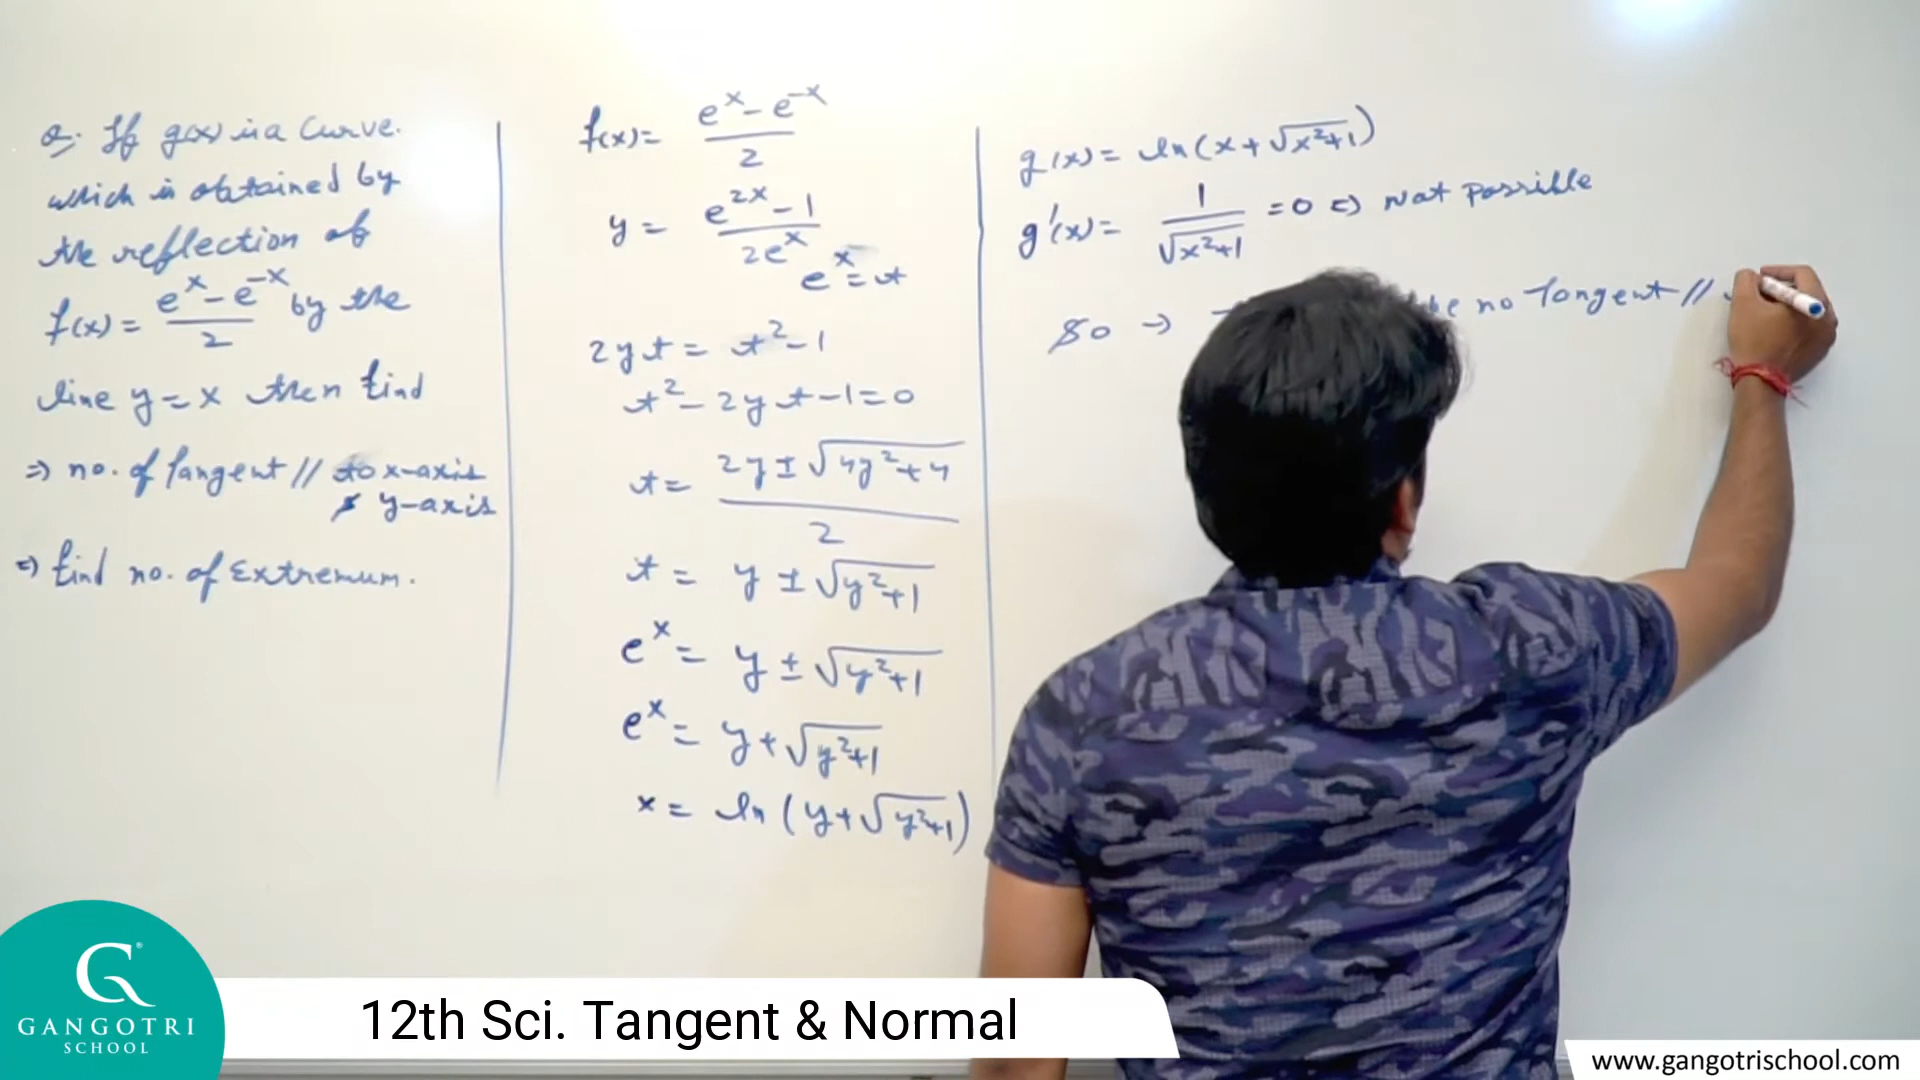 Q. If g(x) is a Curve.
which is obtained by
the reflection of
f(x) = e^x - e^-x / 2 by the
line y = x then find
⇒ no. of Tangent // to x-axis
& y-axis
⇒ find no. of Extremum.
f(x) = e^x - e^-x / 2
y = e^2x - 1 / 2e^x
e^x = t
2yt = t^2 - 1
t^2 - 2yt - 1 = 0
t = 2y ± √4y^2 + 4 / 2
t = y ± √y^2+1
e^x = y ± √y^2+1
e^x = y + √y^2+1
x = ln (y + √y^2+1)
g(x) = ln (x + √x^2+1)
g'(x) = 1 / √x^2+1 = 0 ⇒ Not possible
So → be no Tangent //
G®
GANGOTRI
SCHOOL
12th Sci. Tangent & Normal
www.gangotrischool.com